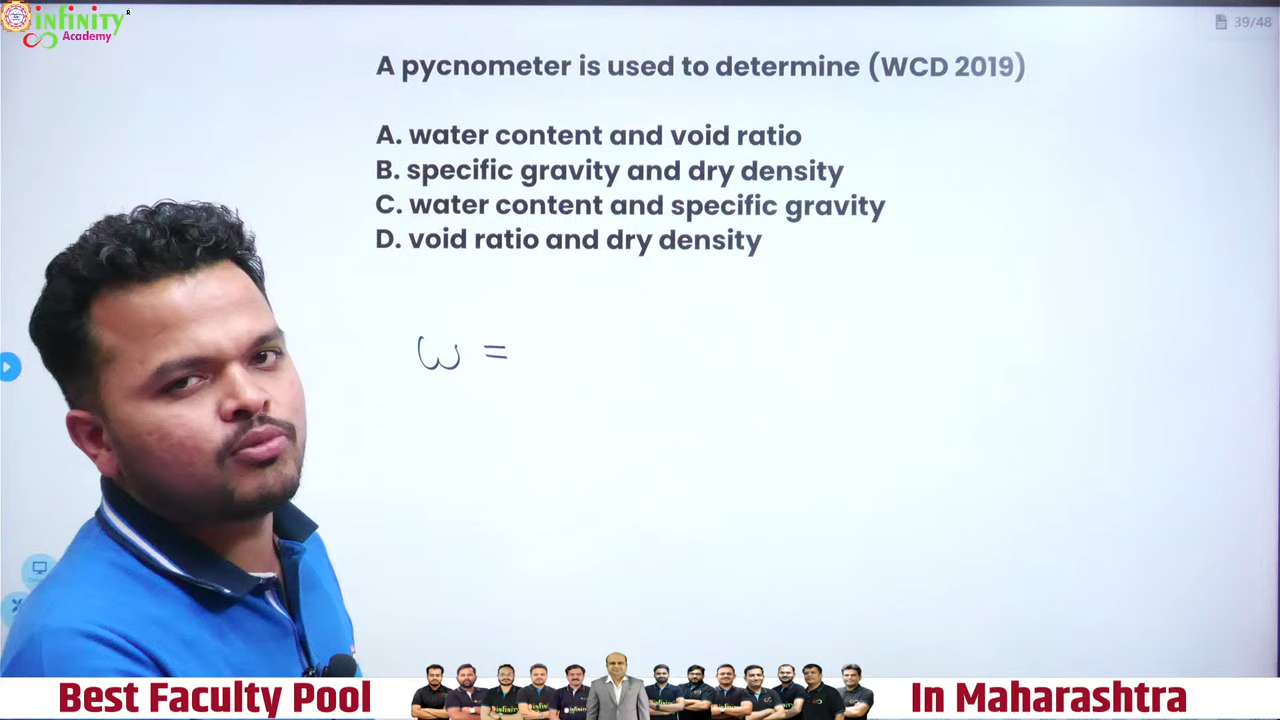 infinity
Academy
39/48
A pycnometer is used to determine (WCD 2019)
A. water content and void ratio
B. specific gravity and dry density
C. water content and specific gravity
D. void ratio and dry density
ω =
Best Faculty Pool
In Maharashtra